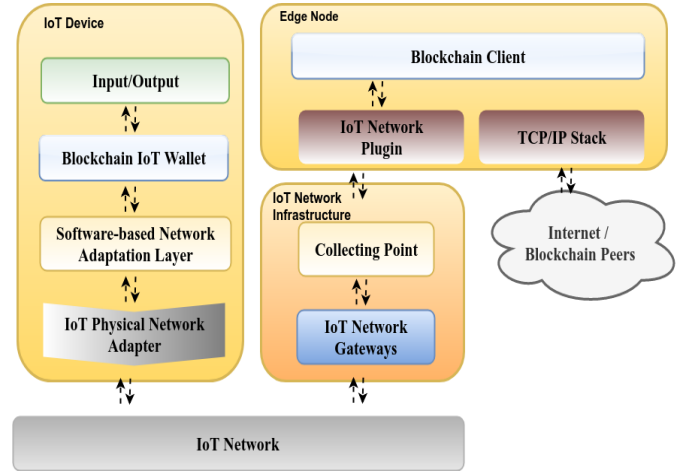 IoT Device
Input/Output
Blockchain IoT Wallet
Software-based Network
Adaptation Layer
IoT Physical Network
Adapter
Edge Node
Blockchain Client
IoT Network
Plugin
TCP/IP Stack
IoT Network
Infrastructure
Collecting Point
IoT Network
Gateways
Internet /
Blockchain Peers
IoT Network